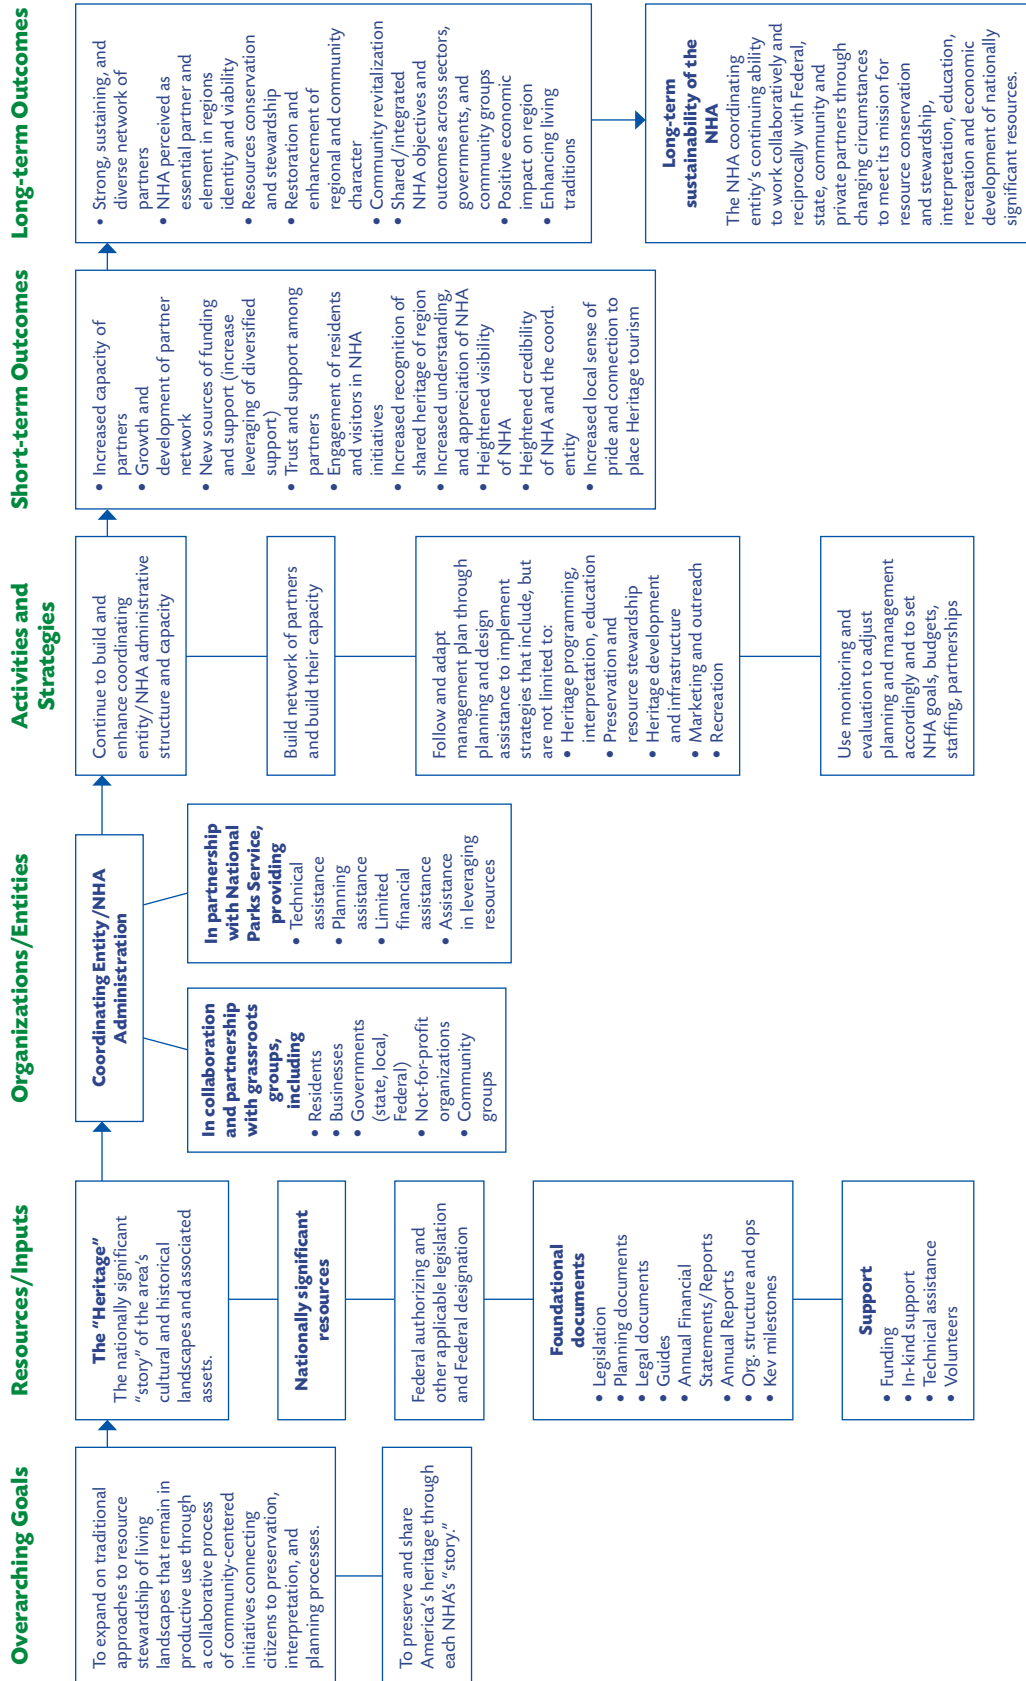 Overarching Goals
To expand on traditional
approaches to resource
stewardship of living
landscapes that remain in
productive use through
a collaborative process
of community-centered
initiatives connecting
citizens to preservation,
interpretation, and
planning processes.
To preserve and share
America's heritage through
each NHA's "story."
Resources/Inputs
The "Heritage"
The nationally significant
"story" of the area's
cultural and historical
landscapes and associated
assets.
Nationally significant
resources
Federal authorizing and
other applicable legislation
and Federal designation
Foundational
documents
• Legislation
• Planning documents
• Legal documents
• Guides
• Annual Financial
Statements/Reports
• Annual Reports
• Org. structure and ops
• Key milestones
Support
• Funding
• In-kind support
• Technical assistance
• Volunteers
Organizations/Entities
Coordinating Entity/NHA
Administration
In collaboration
and partnership
with grassroots
groups,
including
• Residents
• Businesses
• Governments
(state, local,
Federal)
• Not-for-profit
organizations
• Community
groups
In partnership
with National
Parks Service,
providing
• Technical
assistance
• Planning
assistance
• Limited
financial
assistance
• Assistance
in leveraging
resources
Activities and
Strategies
Continue to build and
enhance coordinating
entity/NHA administrative
structure and capacity
Build network of partners
and build their capacity
Follow and adapt
management plan through
planning and design
assistance to implement
strategies that include, but
are not limited to:
• Heritage programming,
interpretation, education
• Preservation and
resource stewardship
• Heritage development
and infrastructure
• Marketing and outreach
• Recreation
Use monitoring and
evaluation to adjust
planning and management
accordingly and to set
NHA goals, budgets,
staffing, partnerships
Short-term Outcomes
• Increased capacity of
partners
• Growth and
development of partner
network
• New sources of funding
and support (increase
leveraging of diversified
support)
• Trust and support among
partners
• Engagement of residents
and visitors in NHA
initiatives
• Increased recognition of
shared heritage of region
• Increased understanding,
and appreciation of NHA
• Heightened visibility
of NHA
• Heightened credibility
of NHA and the coord.
entity
• Increased local sense of
pride and connection to
place Heritage tourism
Long-term Outcomes
• Strong, sustaining, and
diverse network of
partners
• NHA perceived as
essential partner and
element in regions
identity and viability
• Resources conservation
and stewardship
• Restoration and
enhancement of
regional and community
character
• Community revitalization
• Shared/integrated
NHA objectives and
outcomes across sectors,
governments, and
community groups
• Positive economic
impact on region
• Enhancing living
traditions
Long-term
sustainability of the
NHA
The NHA coordinating
entity's continuing ability
to work collaboratively and
reciprocally with Federal,
state, community and
private partners through
changing circumstances
to meet its mission for
resource conservation
and stewardship,
interpretation, education,
recreation and economic
development of nationally
significant resources.